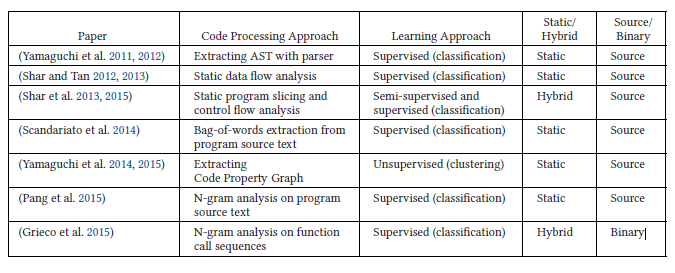 Paper Code Processing Approach Learning Approach Static/ Hybrid Source/ Binary
(Yamaguchi et al. 2011, 2012) Extracting AST with parser Supervised (classification) Static Source
(Shar and Tan 2012, 2013) Static data flow analysis Supervised (classification) Static Source
(Shar et al. 2013, 2015) Static program slicing and control flow analysis Semi-supervised and supervised (classification) Hybrid Source
(Scandariato et al. 2014) Bag-of-words extraction from program source text Supervised (classification) Static Source
(Yamaguchi et al. 2014, 2015) Extracting Code Property Graph Unsupervised (clustering) Static Source
(Pang et al. 2015) N-gram analysis on program source text Supervised (classification) Static Source
(Grieco et al. 2015) N-gram analysis on function call sequences Supervised (classification) Hybrid Binary